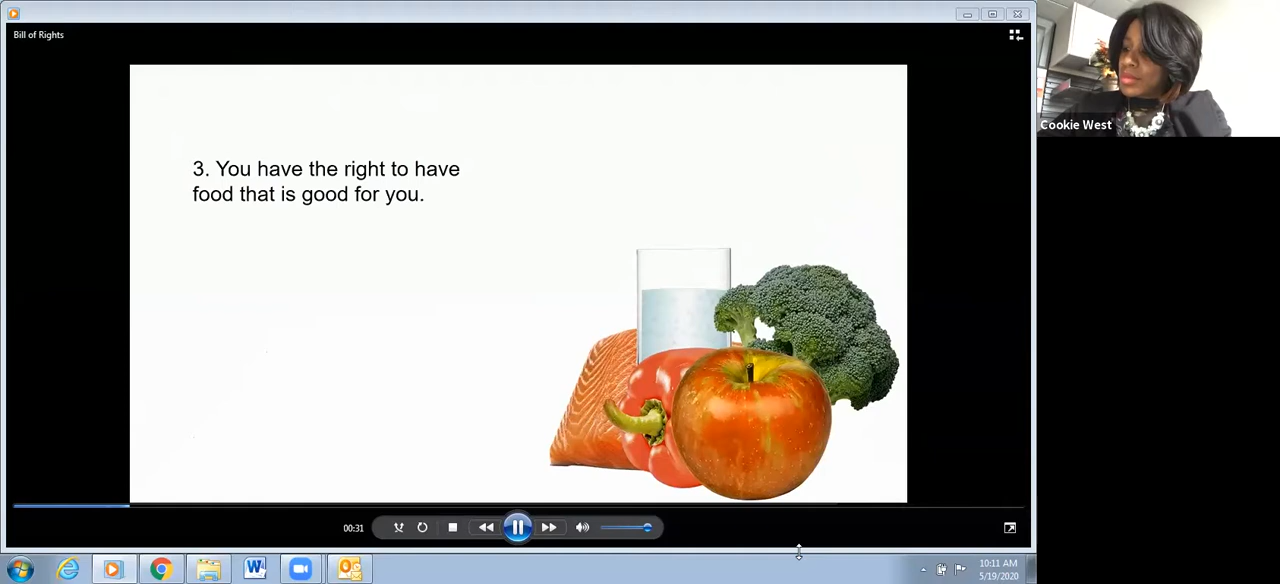 Bill of Rights
3. You have the right to have
food that is good for you.
Cookie West
00:31
10:11 AM
5/19/2020